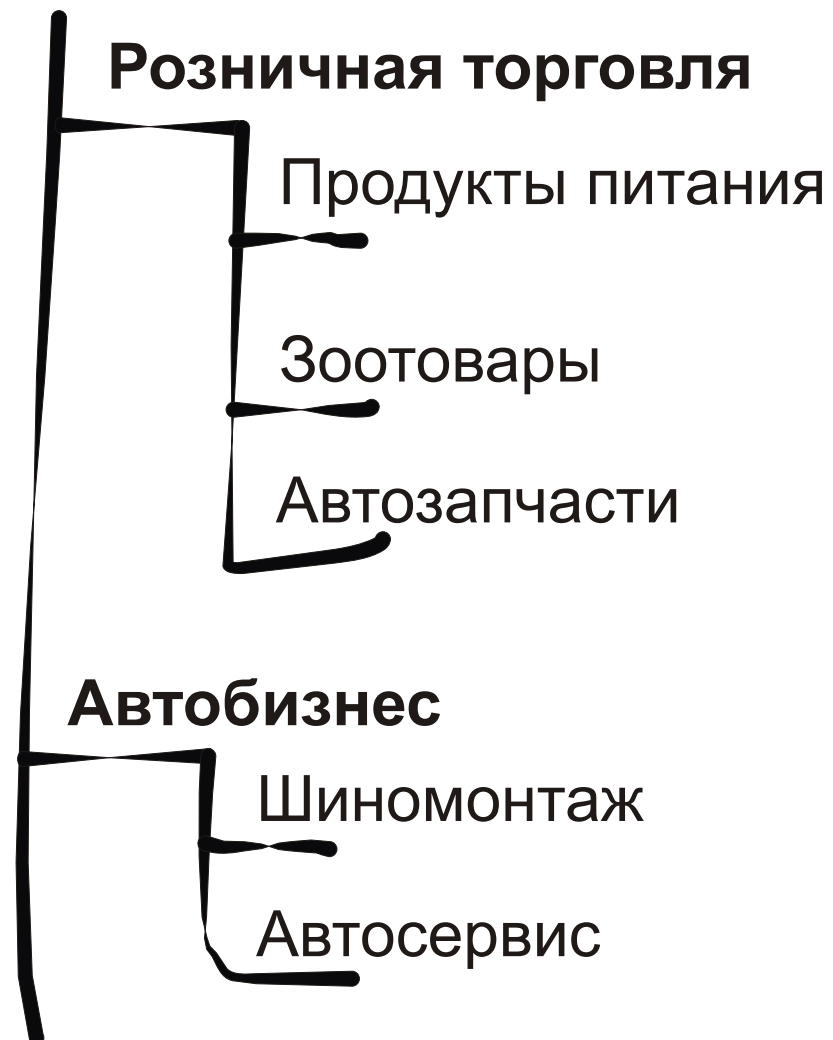 Розничная торговля
Продукты питания
Зоотовары
Автозапчасти
Автобизнес
Шиномонтаж
Автосервис